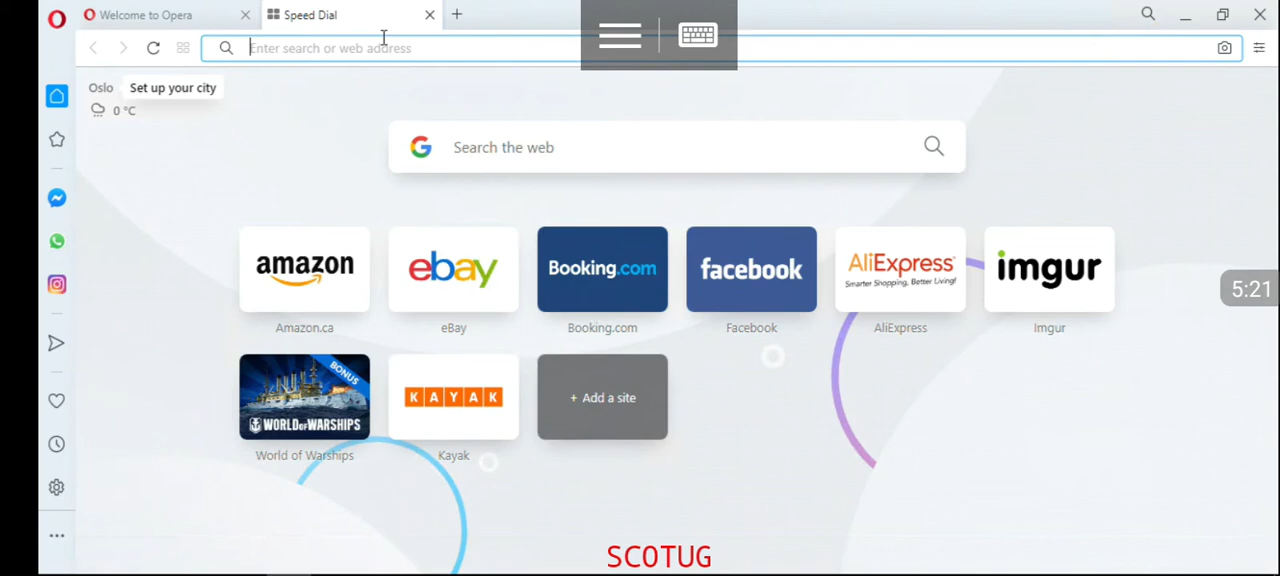 Welcome to Opera
Speed Dial
Enter search or web address
Oslo
Set up your city
0 °C
Search the web
amazon
ebay
Booking.com
facebook
AliExpress
Smarter Shopping, Better Living!
imgur
Amazon.ca
eBay
Booking.com
Facebook
AliExpress
Imgur
5:21
BONUS
WORLD OF WARSHIPS
KAYAK
+ Add a site
World of Warships
Kayak
SCOTUG